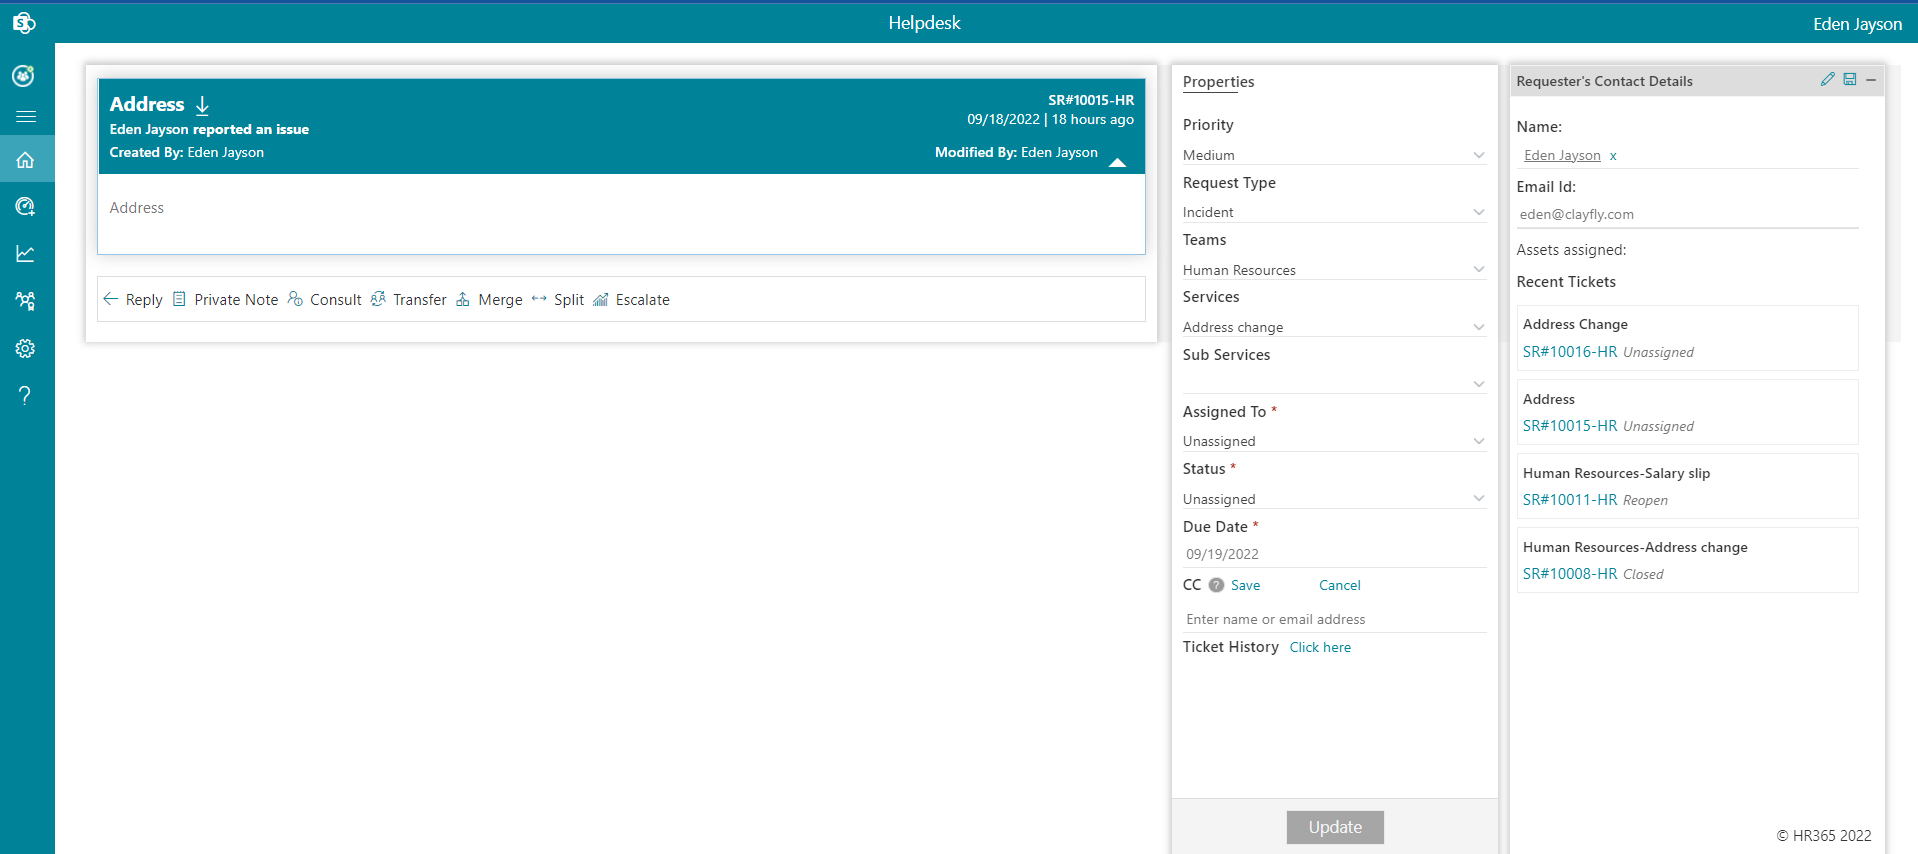 Helpdesk
Eden Jayson
Address
SR#10015-HR
Eden Jayson reported an issue
09/18/2022 | 18 hours ago
Created By: Eden Jayson
Modified By: Eden Jayson
Address
Reply Private Note Consult Transfer Merge Split Escalate
Properties
Priority
Medium
Request Type
Incident
Teams
Human Resources
Services
Address change
Sub Services
Assigned To *
Unassigned
Status *
Unassigned
Due Date *
09/19/2022
CC ? Save Cancel
Enter name or email address
Ticket History Click here
Update
Requester's Contact Details
Name:
Eden Jayson x
Email Id:
eden@clayfly.com
Assets assigned:
Recent Tickets
Address Change
SR#10016-HR Unassigned
Address
SR#10015-HR Unassigned
Human Resources-Salary slip
SR#10011-HR Reopen
Human Resources-Address change
SR#10008-HR Closed
© HR365 2022